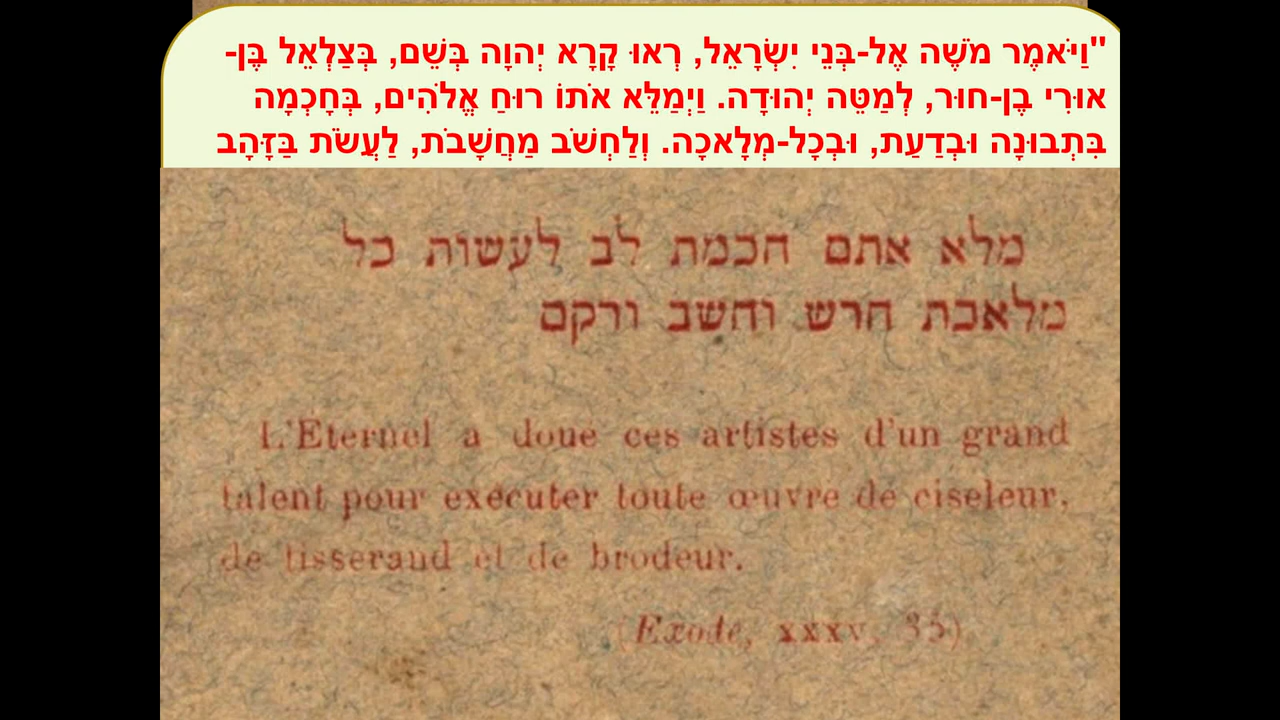 "וַיֹּאמֶר מֹשֶׁה אֶל-בְּנֵי יִשְׂרָאֵל, רְאוּ קָרָא יְהוָה בְּשֵׁם, בְּצַלְאֵל בֶּן-
אוּרִי בֶן-חוּר, לְמַטֵּה יְהוּדָה. וַיְמַלֵּא אֹתוֹ רוּחַ אֱלֹהִים, בְּחָכְמָה
בִּתְבוּנָה וּבְדַעַת, וּבְכָל-מְלָאכָה. וְלַחְשֹׁב מַחֲשָׁבֹת, לַעֲשֹׂת בַּזָּהָב
מלא אתם חכמת לב לעשות כל
מלאכת חרש וחשב ורקם
L'Éternel a doué ces artistes d'un grand
talent pour exécuter toute œuvre de ciseleur,
de tisserand et de brodeur.
(Exode, xxxv, 35)